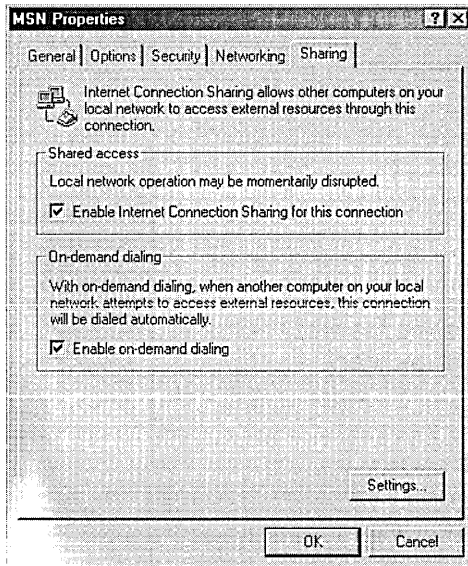 MSN Properties
General Options Security Networking Sharing
Internet Connection Sharing allows other computers on your
local network to access external resources through this
connection.
Shared access
Local network operation may be momentarily disrupted.
Enable Internet Connection Sharing for this connection
On-demand dialing
With on-demand dialing, when another computer on your local
network attempts to access external resources, this connection
will be dialed automatically.
Enable on-demand dialing
Settings...
OK Cancel